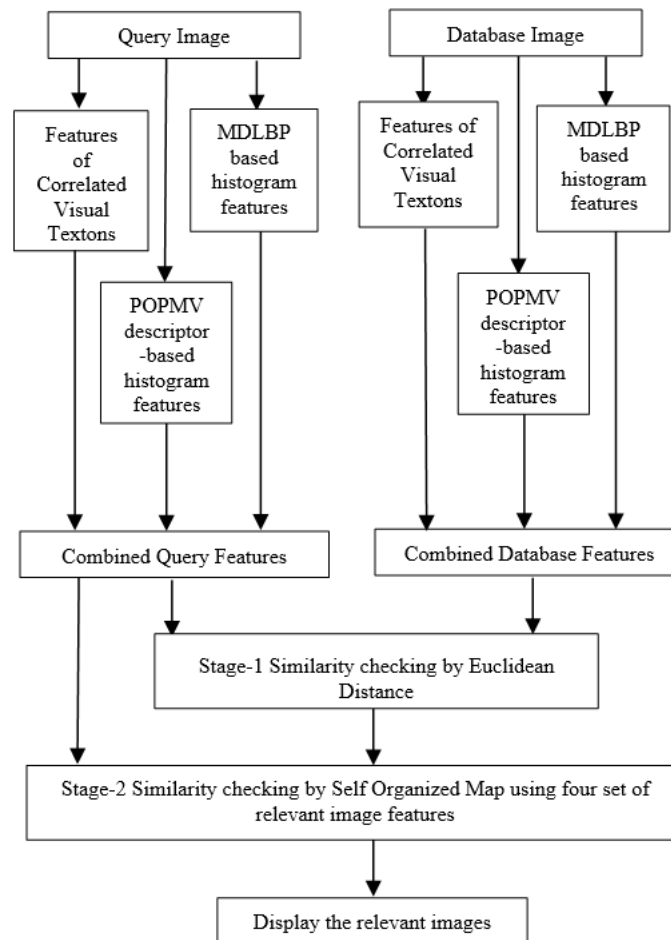 Query Image
Database Image
Features
of
Correlated
Visual
Textons
MDLBP
based
histogram
features
POPMV
descriptor
-based
histogram
features
Features of
Correlated
Visual
Textons
MDLBP
based
histogram
features
POPMV
descriptor
-based
histogram
features
Combined Query Features
Combined Database Features
Stage-1 Similarity checking by Euclidean
Distance
Stage-2 Similarity checking by Self Organized Map using four set of
relevant image features
Display the relevant images